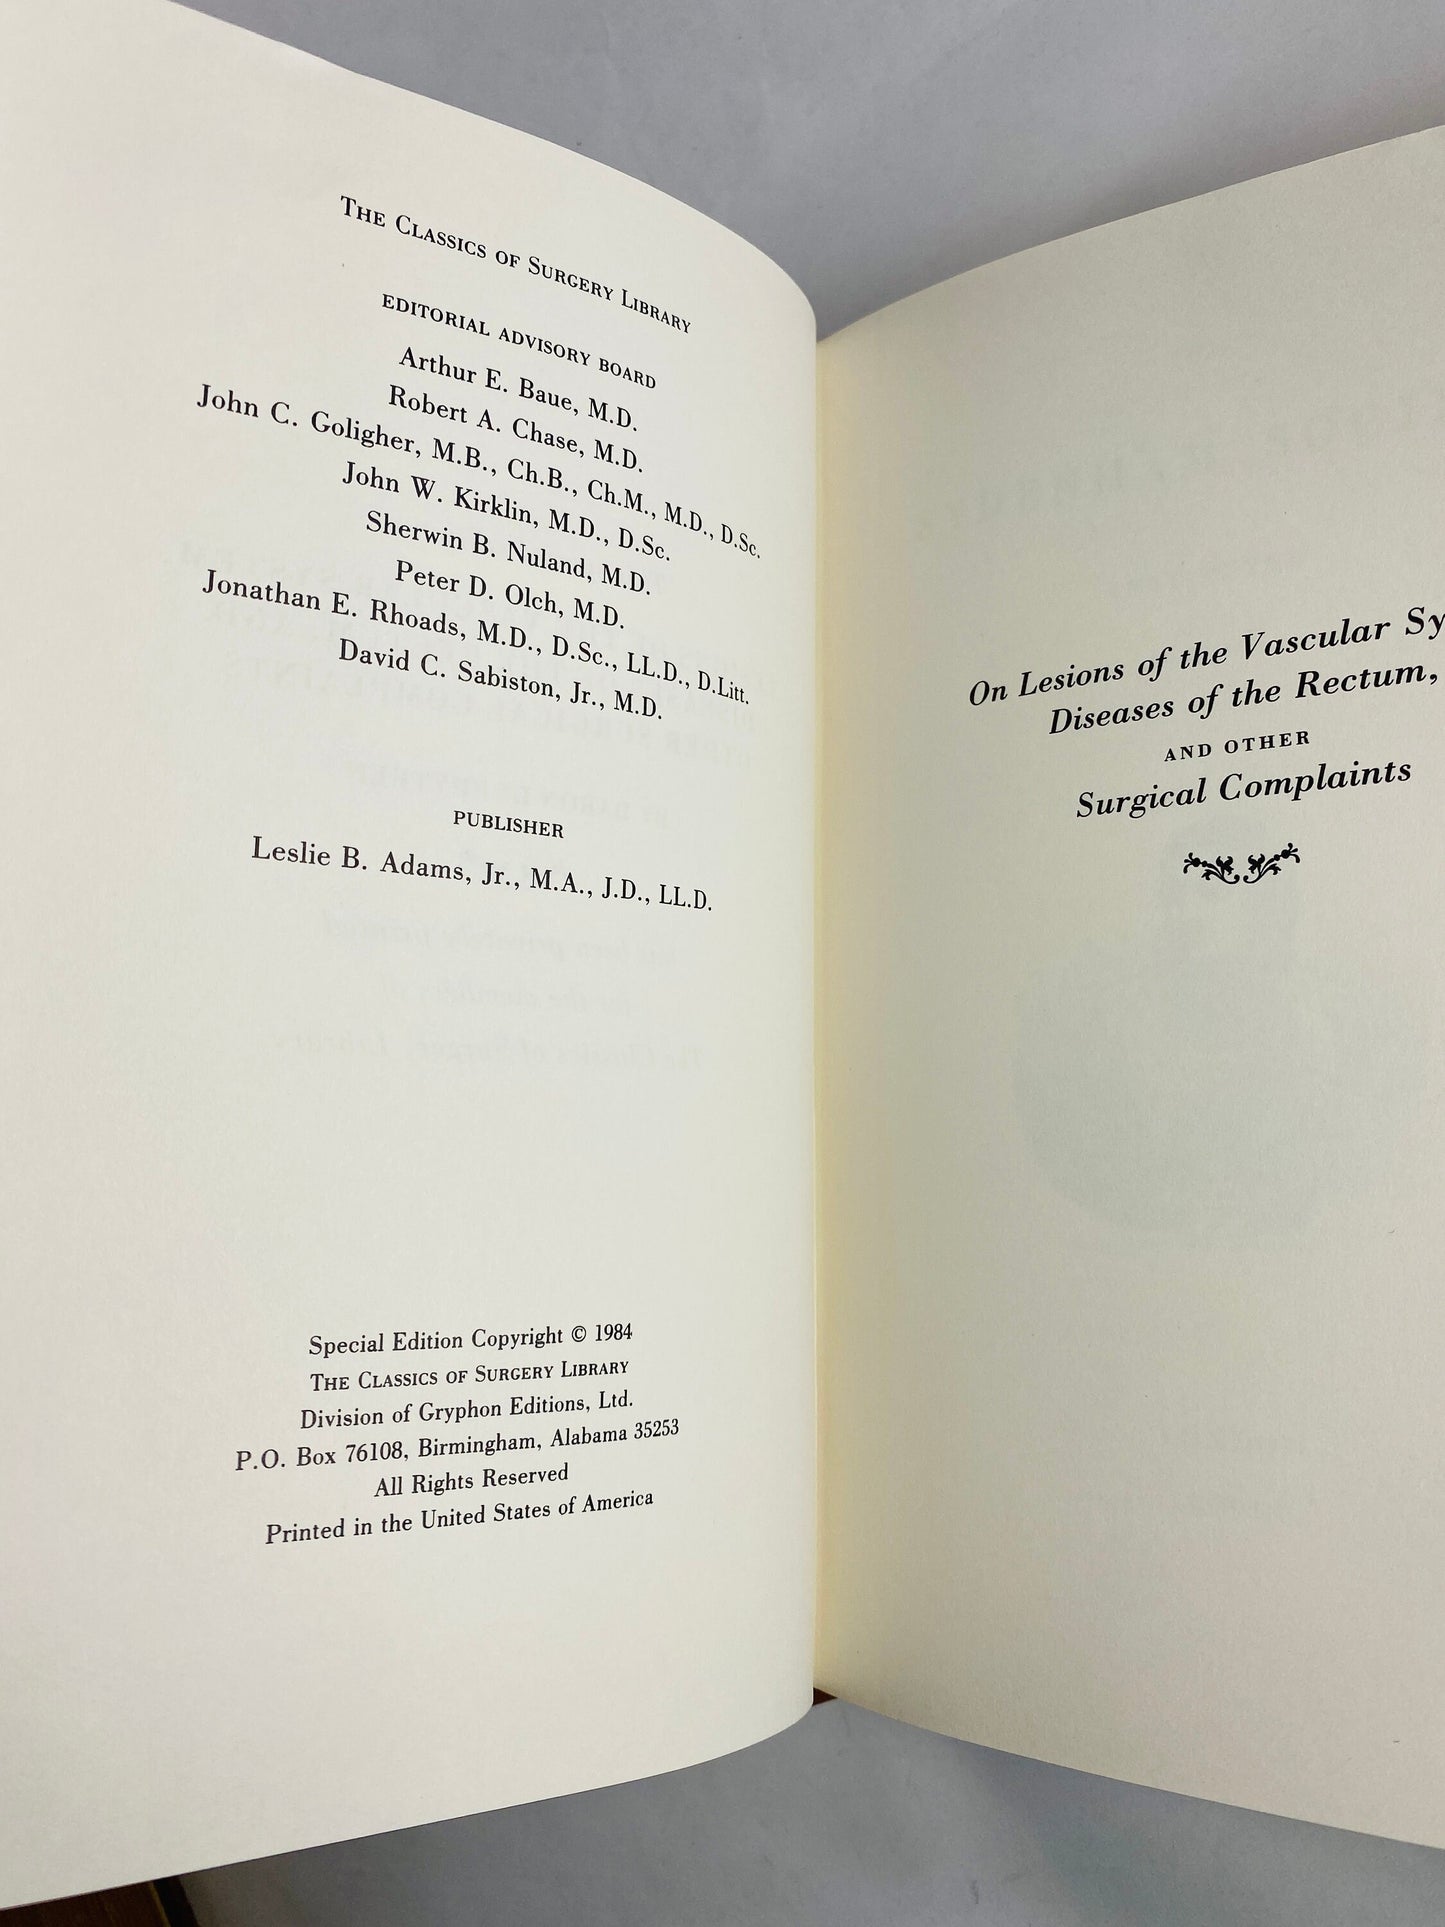 THE CLASSICS OF SURGERY LIBRARY
EDITORIAL ADVISORY BOARD
Arthur E. Baue, M.D.
Robert A. Chase, M.D.
John C. Goligher, M.B., Ch.B., Ch.M., M.D., D.Sc.
John W. Kirklin, M.D., D.Sc.
Sherwin B. Nuland, M.D.
Peter D. Olch, M.D.
Jonathan E. Rhoads, M.D., D.Sc., LL.D., D.Litt.
David C. Sabiston, Jr., M.D.
PUBLISHER
Leslie B. Adams, Jr., M.A., J.D., LL.D.
Special Edition Copyright © 1984
THE CLASSICS OF SURGERY LIBRARY
Division of Gryphon Editions, Ltd.
P.O. Box 76108, Birmingham, Alabama 35253
All Rights Reserved
Printed in the United States of America
On Lesions of the Vascular Sy
Diseases of the Rectum,
AND OTHER
Surgical Complaints